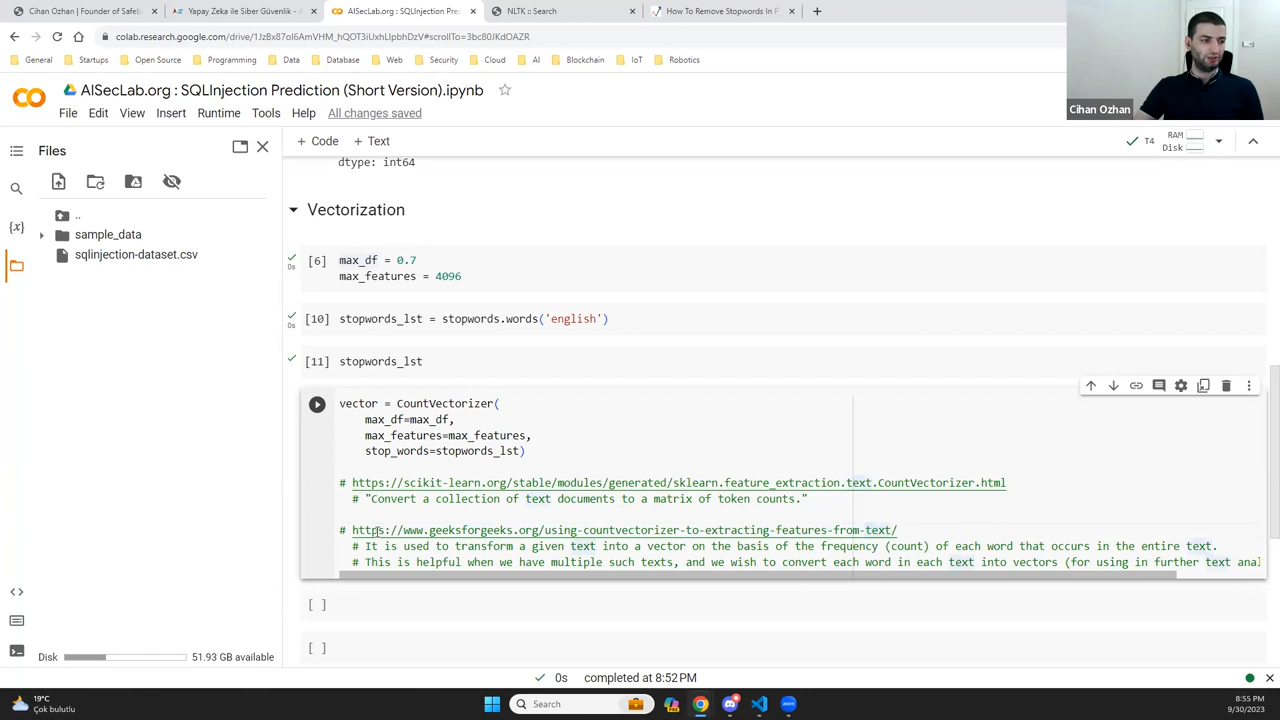 Cihan Ozhan | Founder of Safeb
Yapay Zeka ile Siber Güvenlik - A
AISecLab.org : SQLInjection Pre
NLTK :: Search
How To Remove Stopwords In P
colab.research.google.com/drive/1JzBx87oI6AmVHM_hQOT3iUxhLlpbhDzV#scrollTo=3bc80JKdOAZR
General
Startups
Open Source
Programming
Data
Database
Web
Security
Cloud
AI
Blockchain
IoT
Robotics
AISecLab.org : SQLInjection Prediction (Short Version).ipynb
File Edit View Insert Runtime Tools Help All changes saved
Cihan Ozhan
Files
+ Code + Text
T4
RAM
Disk
..
sample_data
sqlinjection-dataset.csv
{x}
dtype: int64
Vectorization
0s
[6] max_df = 0.7
max_features = 4096
0s
[10] stopwords_lst = stopwords.words('english')
[11] stopwords_lst
vector = CountVectorizer(
max_df=max_df,
max_features=max_features,
stop_words=stopwords_lst)
# https://scikit-learn.org/stable/modules/generated/sklearn.feature_extraction.text.CountVectorizer.html
# "Convert a collection of text documents to a matrix of token counts."
# https://www.geeksforgeeks.org/using-countvectorizer-to-extracting-features-from-text/
# It is used to transform a given text into a vector on the basis of the frequency (count) of each word that occurs in the entire text.
# This is helpful when we have multiple such texts, and we wish to convert each word in each text into vectors (for using in further text anal
[ ]
[ ]
Disk
51.93 GB available
0s completed at 8:52PM
19°C
Çok bulutlu
Search
8:55 PM
9/30/2023